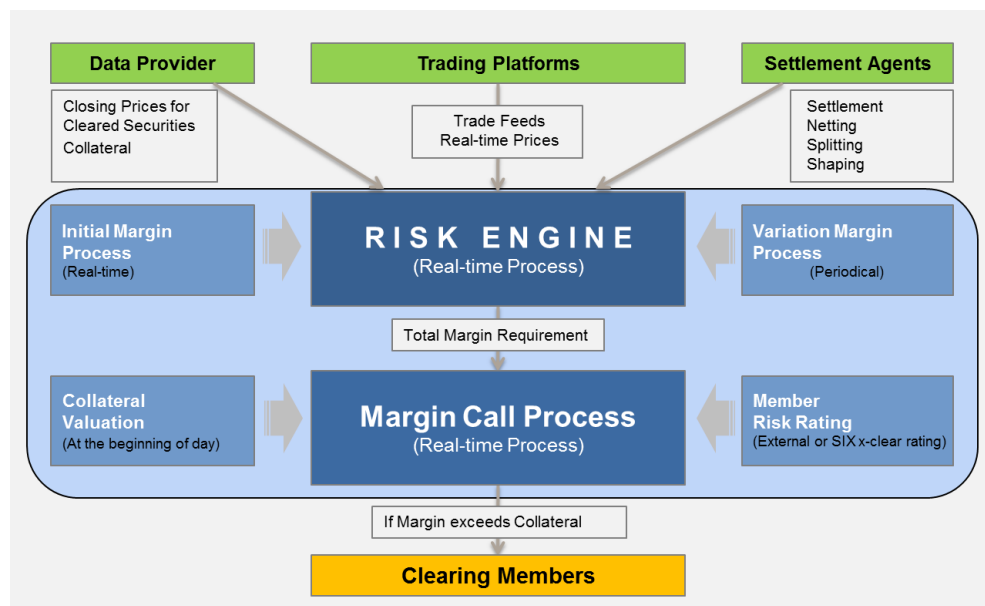 Data Provider
Trading Platforms
Settlement Agents
Closing Prices for
Cleared Securities
Collateral
Trade Feeds
Real-time Prices
Settlement
Netting
Splitting
Shaping
Initial Margin
Process
(Real-time)
RISK ENGINE
(Real-time Process)
Variation Margin
Process
(Periodical)
Total Margin Requirement
Collateral
Valuation
(At the beginning of day)
Margin Call Process
(Real-time Process)
Member
Risk Rating
(External or SIX x-clear rating)
If Margin exceeds Collateral
Clearing Members